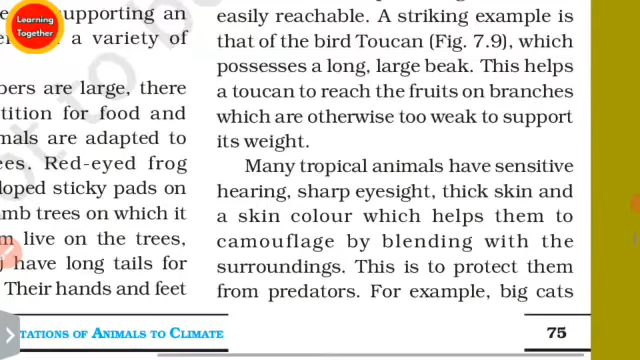 Learning
Together
supporting an
a variety of
bers are large, there
tition for food and
mals are adapted to
ees. Red-eyed frog
loped sticky pads on
mb trees on which it
m live on the trees,
have long tails for
Their hands and feet
easily reachable. A striking example is
that of the bird Toucan (Fig. 7.9), which
possesses a long, large beak. This helps
a toucan to reach the fruits on branches
which are otherwise too weak to support
its weight.
Many tropical animals have sensitive
hearing, sharp eyesight, thick skin and
a skin colour which helps them to
camouflage by blending with the
surroundings. This is to protect them
from predators. For example, big cats
TATIONS OF ANIMALS TO CLIMATE
75